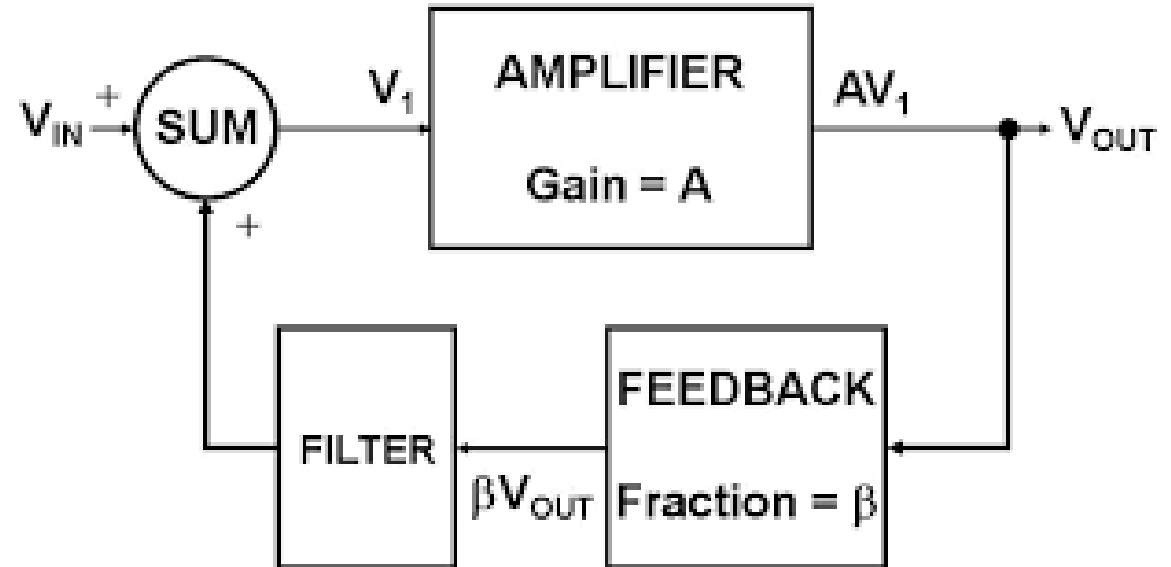 +
V_IN
SUM
+
V₁
AMPLIFIER
Gain = A
AV₁
V_OUT
FILTER
βV_OUT
FEEDBACK
Fraction = β